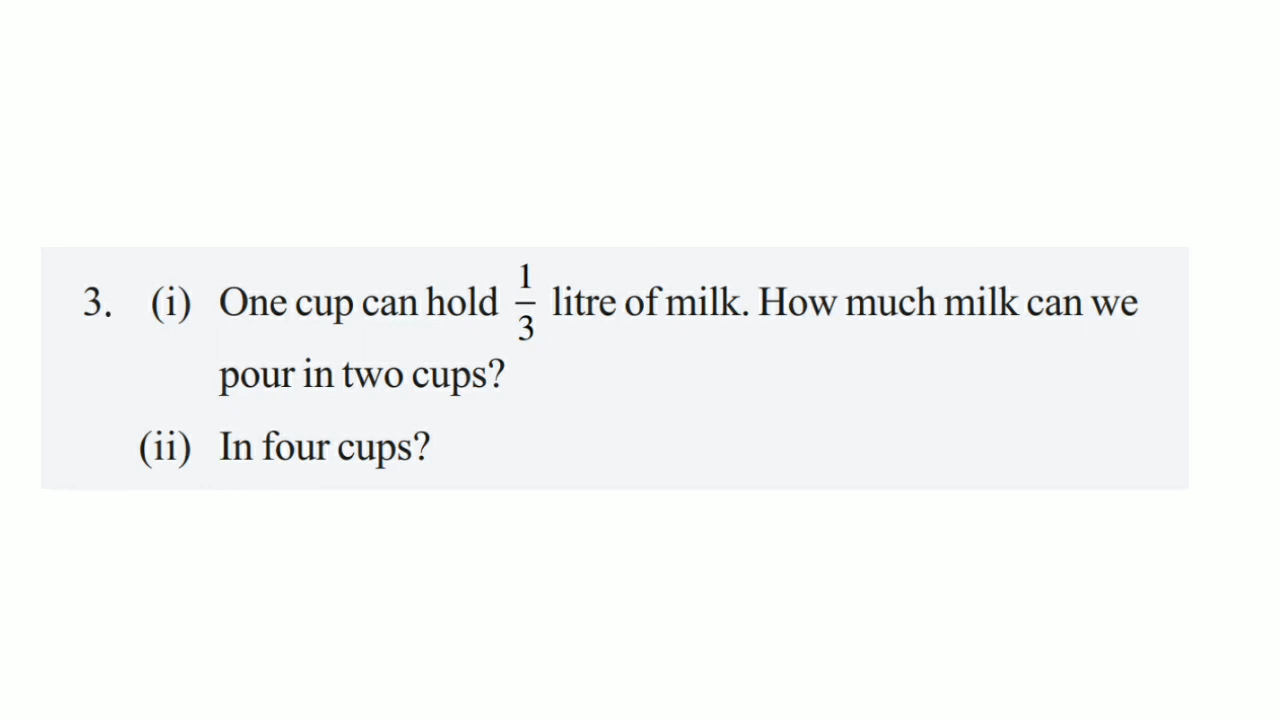 3. (i) One cup can hold 1/3 litre of milk. How much milk can we
pour in two cups?
(ii) In four cups?